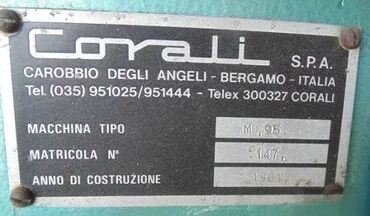 Corali S.P.A.
CAROBBIO DEGLI ANGELI - BERGAMO - ITALIA
Tel. (035) 951025/951444 - Telex 300327 CORALI
MACCHINA TIPO
MATRICOLA N° 147
ANNO DI COSTRUZIONE